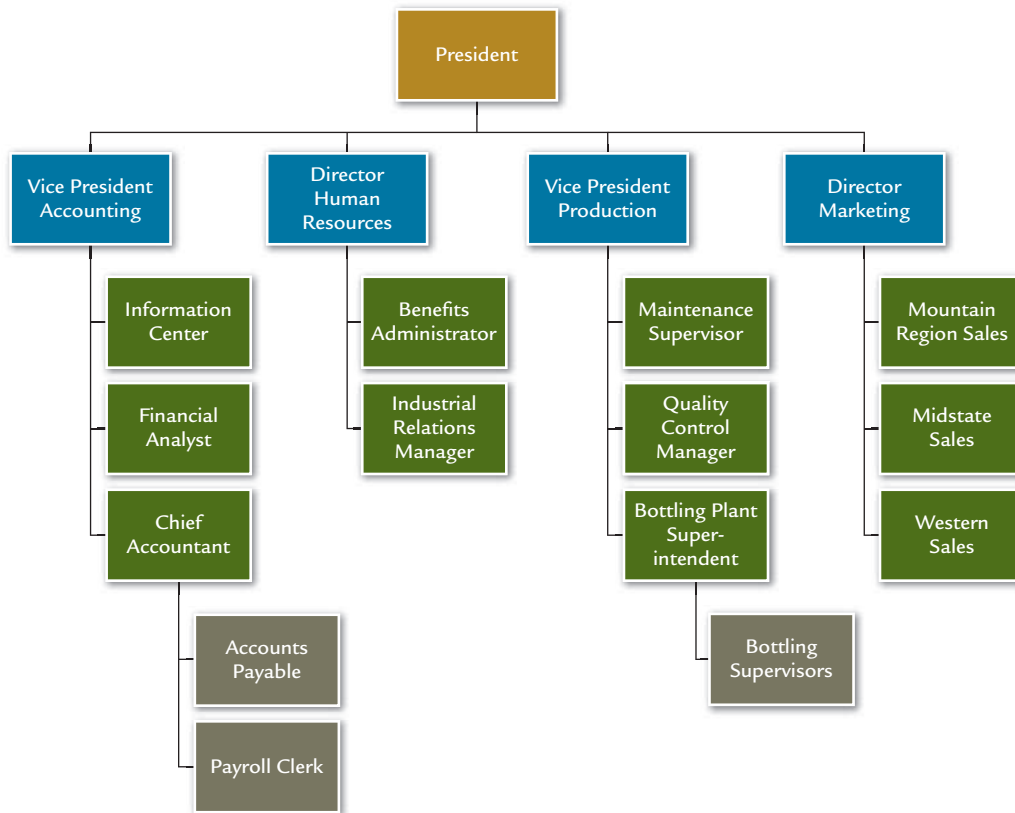 President
Vice President
Accounting
Director
Human
Resources
Vice President
Production
Director
Marketing
Information
Center
Benefits
Administrator
Maintenance
Supervisor
Mountain
Region Sales
Financial
Analyst
Industrial
Relations
Manager
Quality
Control
Manager
Midstate
Sales
Chief
Accountant
Bottling Plant
Super-
intendent
Western
Sales
Accounts
Payable
Bottling
Supervisors
Payroll Clerk